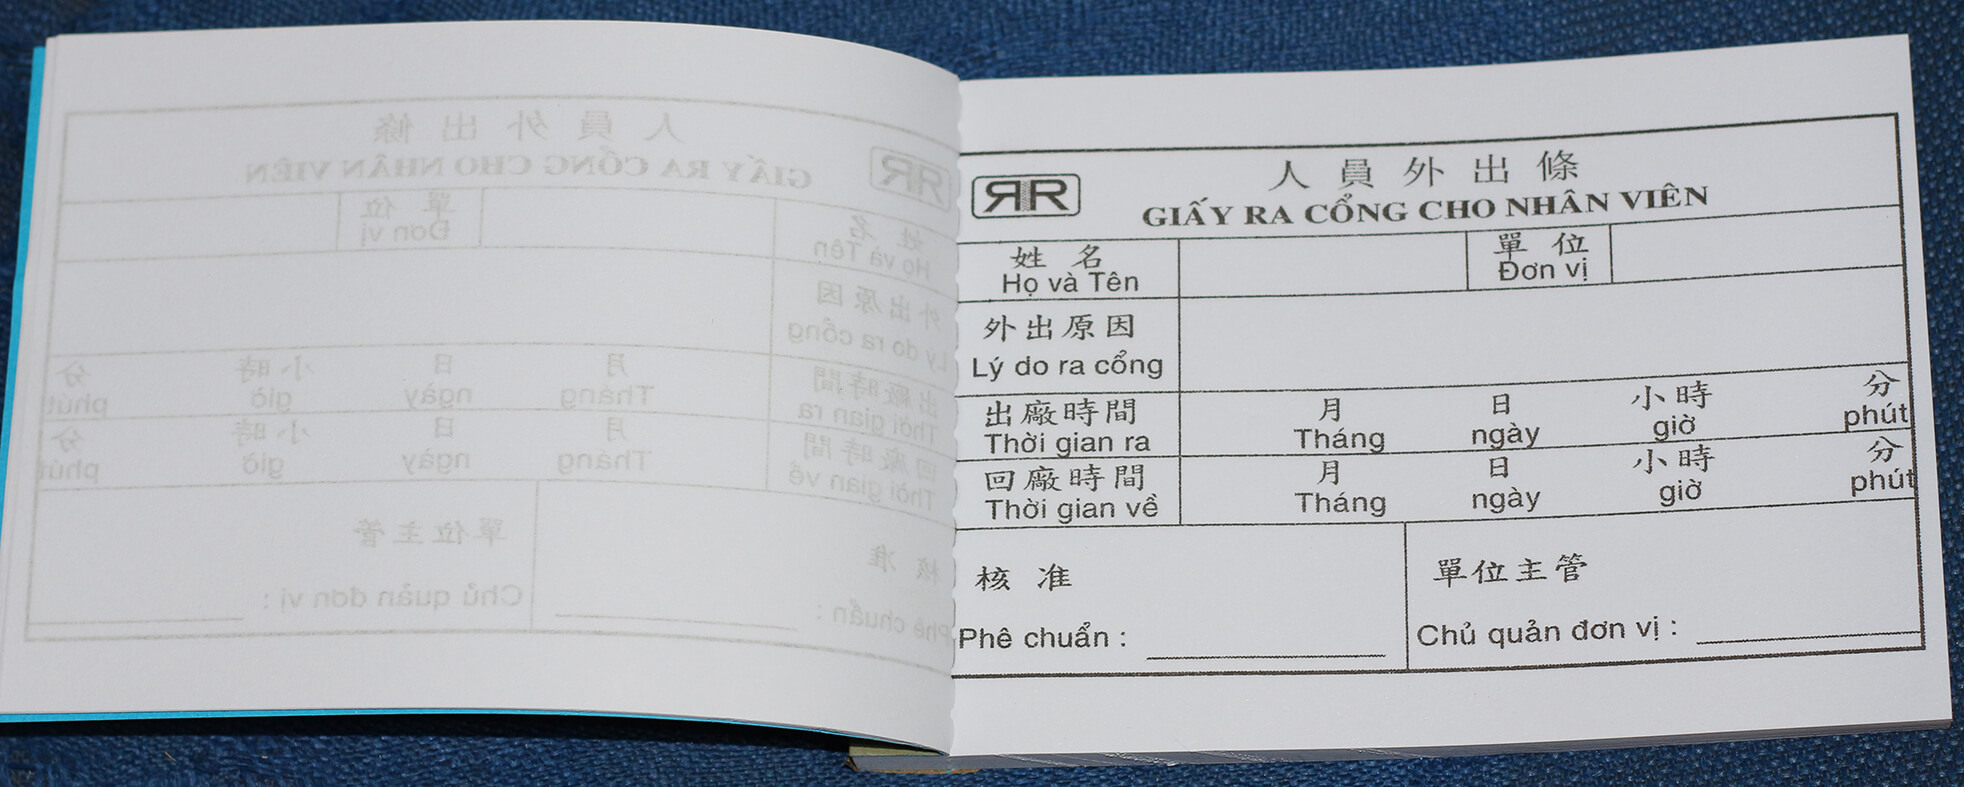 人員外出條
RR GIẤY RA CỔNG CHO NHÂN VIÊN
姓名 單位
Họ và Tên Đơn vị
外出原因
Lý do ra cổng
出廠時間 月 日 小時 分
Thời gian ra Tháng ngày giờ phút
回廠時間 月 日 小時 分
Thời gian về Tháng ngày giờ phút
核准 單位主管
Phê chuẩn : Chủ quản đơn vị :